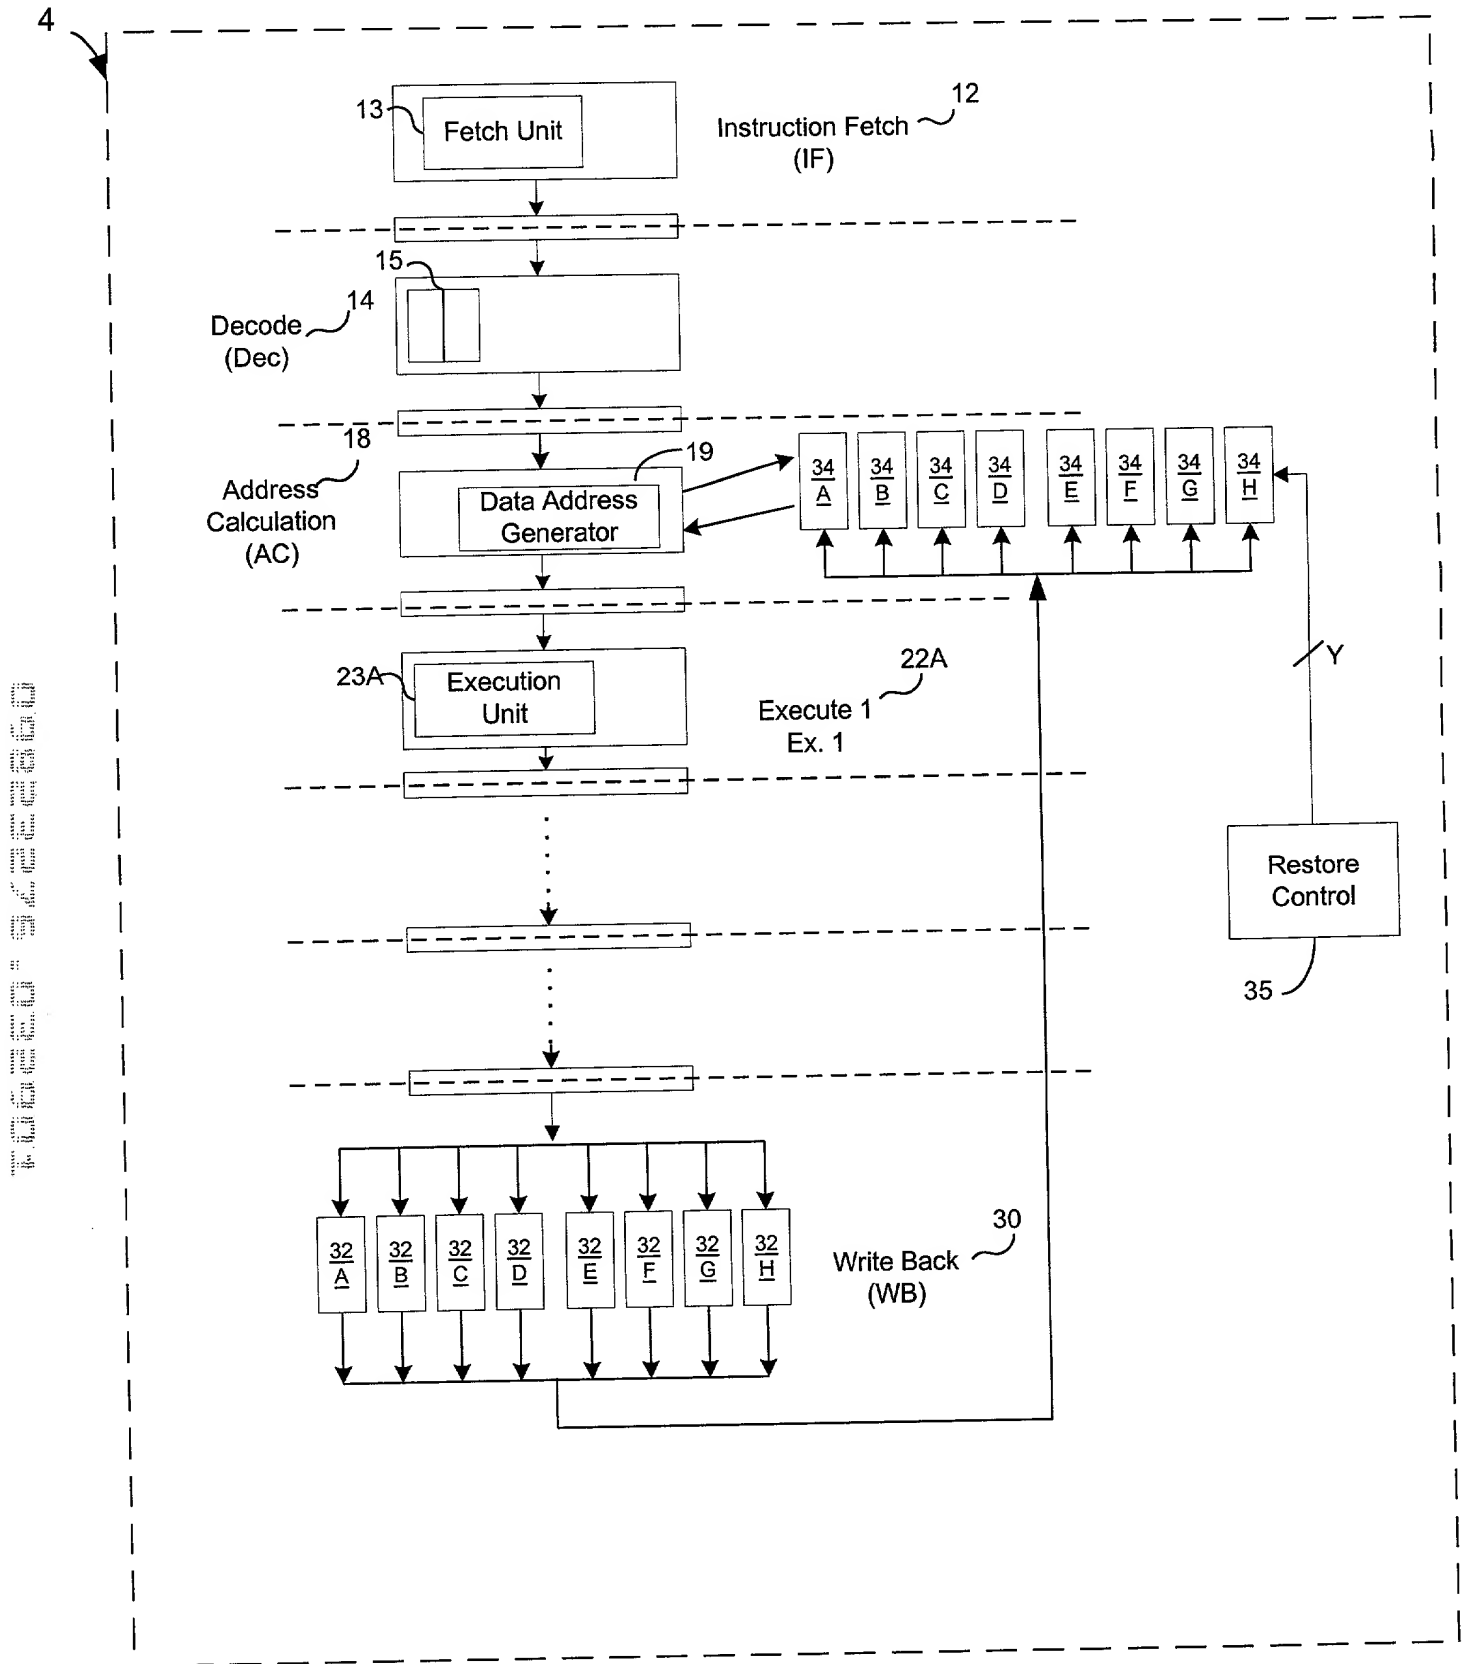 4
13
Fetch Unit
Instruction Fetch
(IF)
12
15
14
Decode
(Dec)
18
Address
Calculation
(AC)
19
Data Address
Generator
34
A
34
B
34
C
34
D
34
E
34
F
34
G
34
H
23A
Execution
Unit
22A
Execute 1
Ex. 1
Y
Restore
Control
35
32
A
32
B
32
C
32
D
32
E
32
F
32
G
32
H
30
Write Back
(WB)